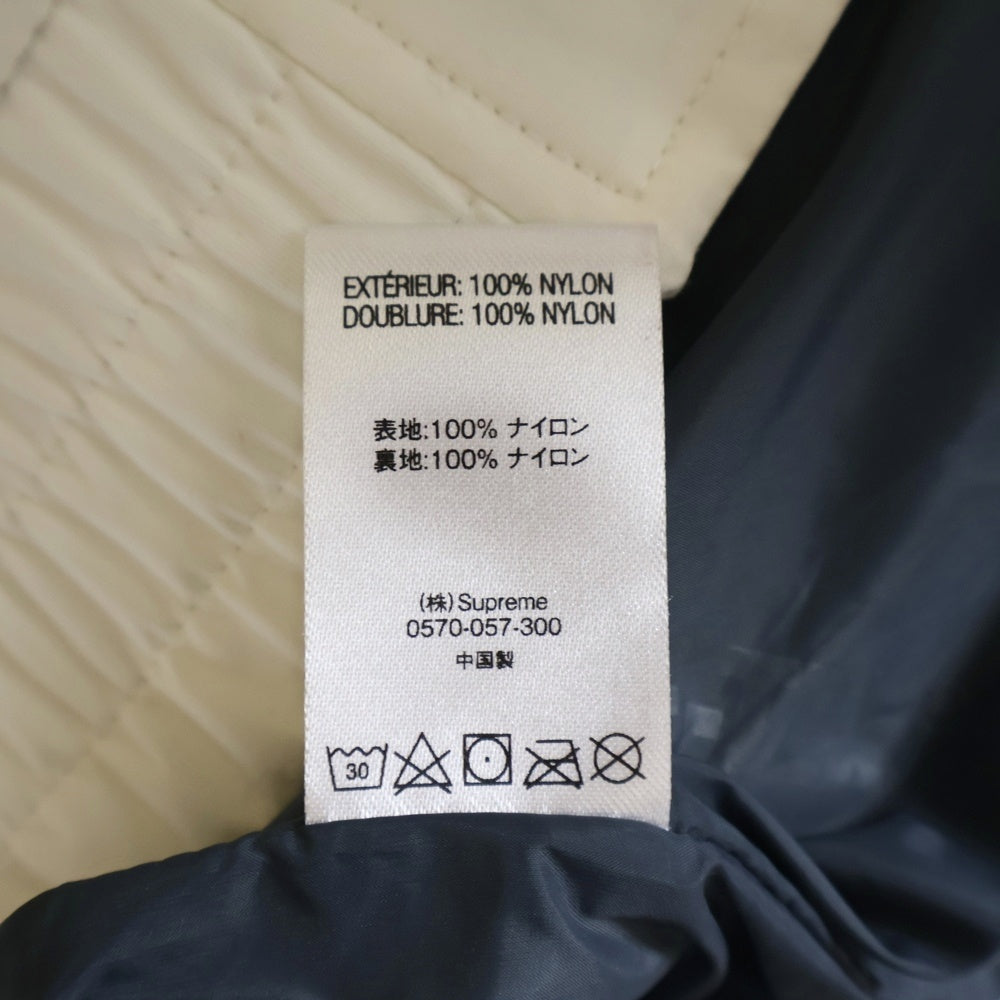 EXTÉRIEUR: 100% NYLON
DOUBLURE: 100% NYLON
表地:100% ナイロン
裏地:100% ナイロン
(株)Supreme
0570-057-300
中国製
30